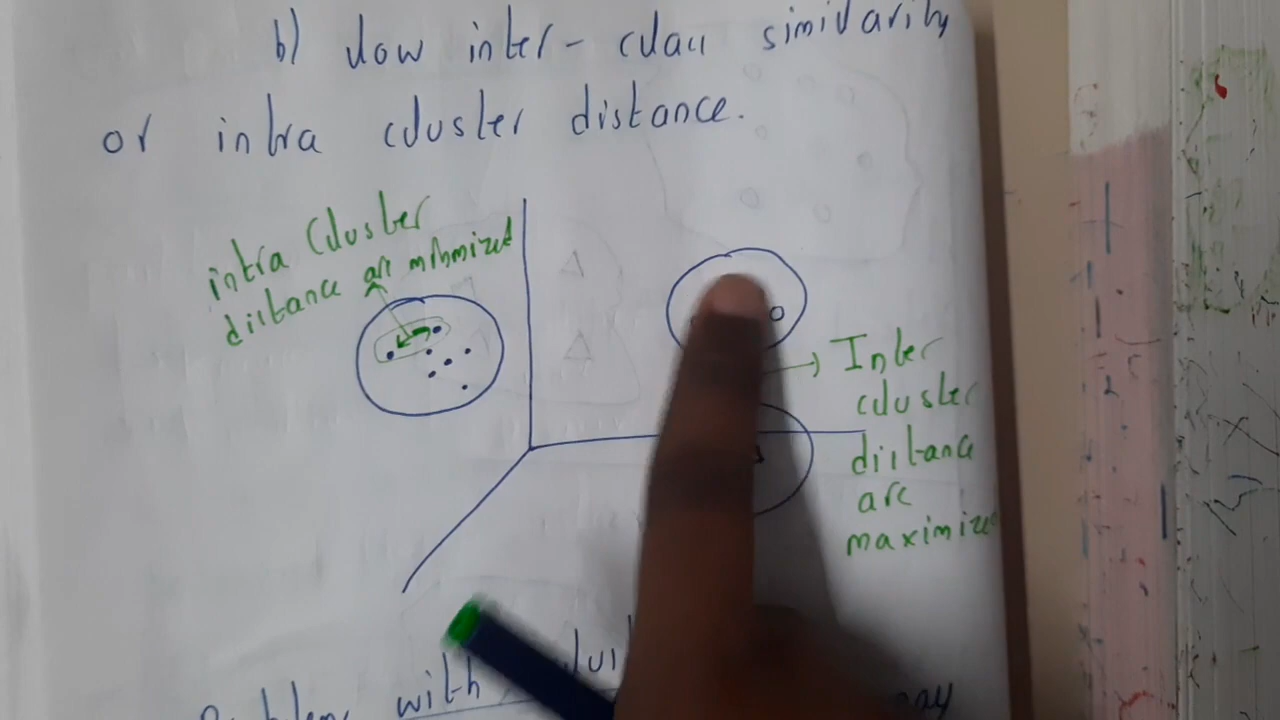 b) low inter - class similarity
or intra cluster distance.
intra Cluster
distance are minimized
Inter
cluster
distance
are
maximized
Problem with